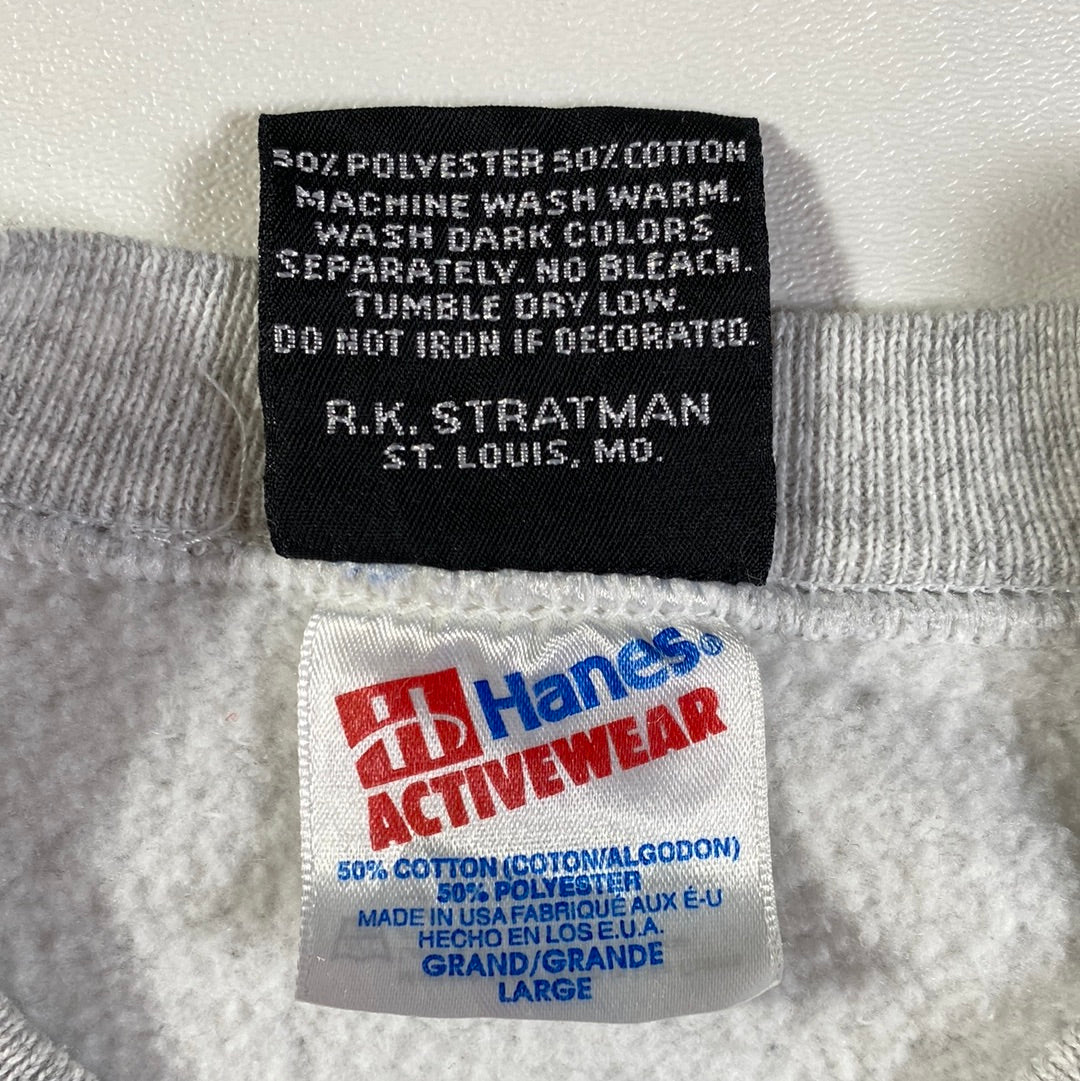 50% POLYESTER 50% COTTON
MACHINE WASH WARM.
WASH DARK COLORS
SEPARATELY. NO BLEACH.
TUMBLE DRY LOW.
DO NOT IRON IF DECORATED.
R.K. STRATMAN
ST. LOUIS, MO.
Hanes®
ACTIVEWEAR
50% COTTON (COTON/ALGODON)
50% POLYESTER
MADE IN USA FABRIQUÉ AUX É-U
HECHO EN LOS E.U.A.
GRAND/GRANDE
LARGE